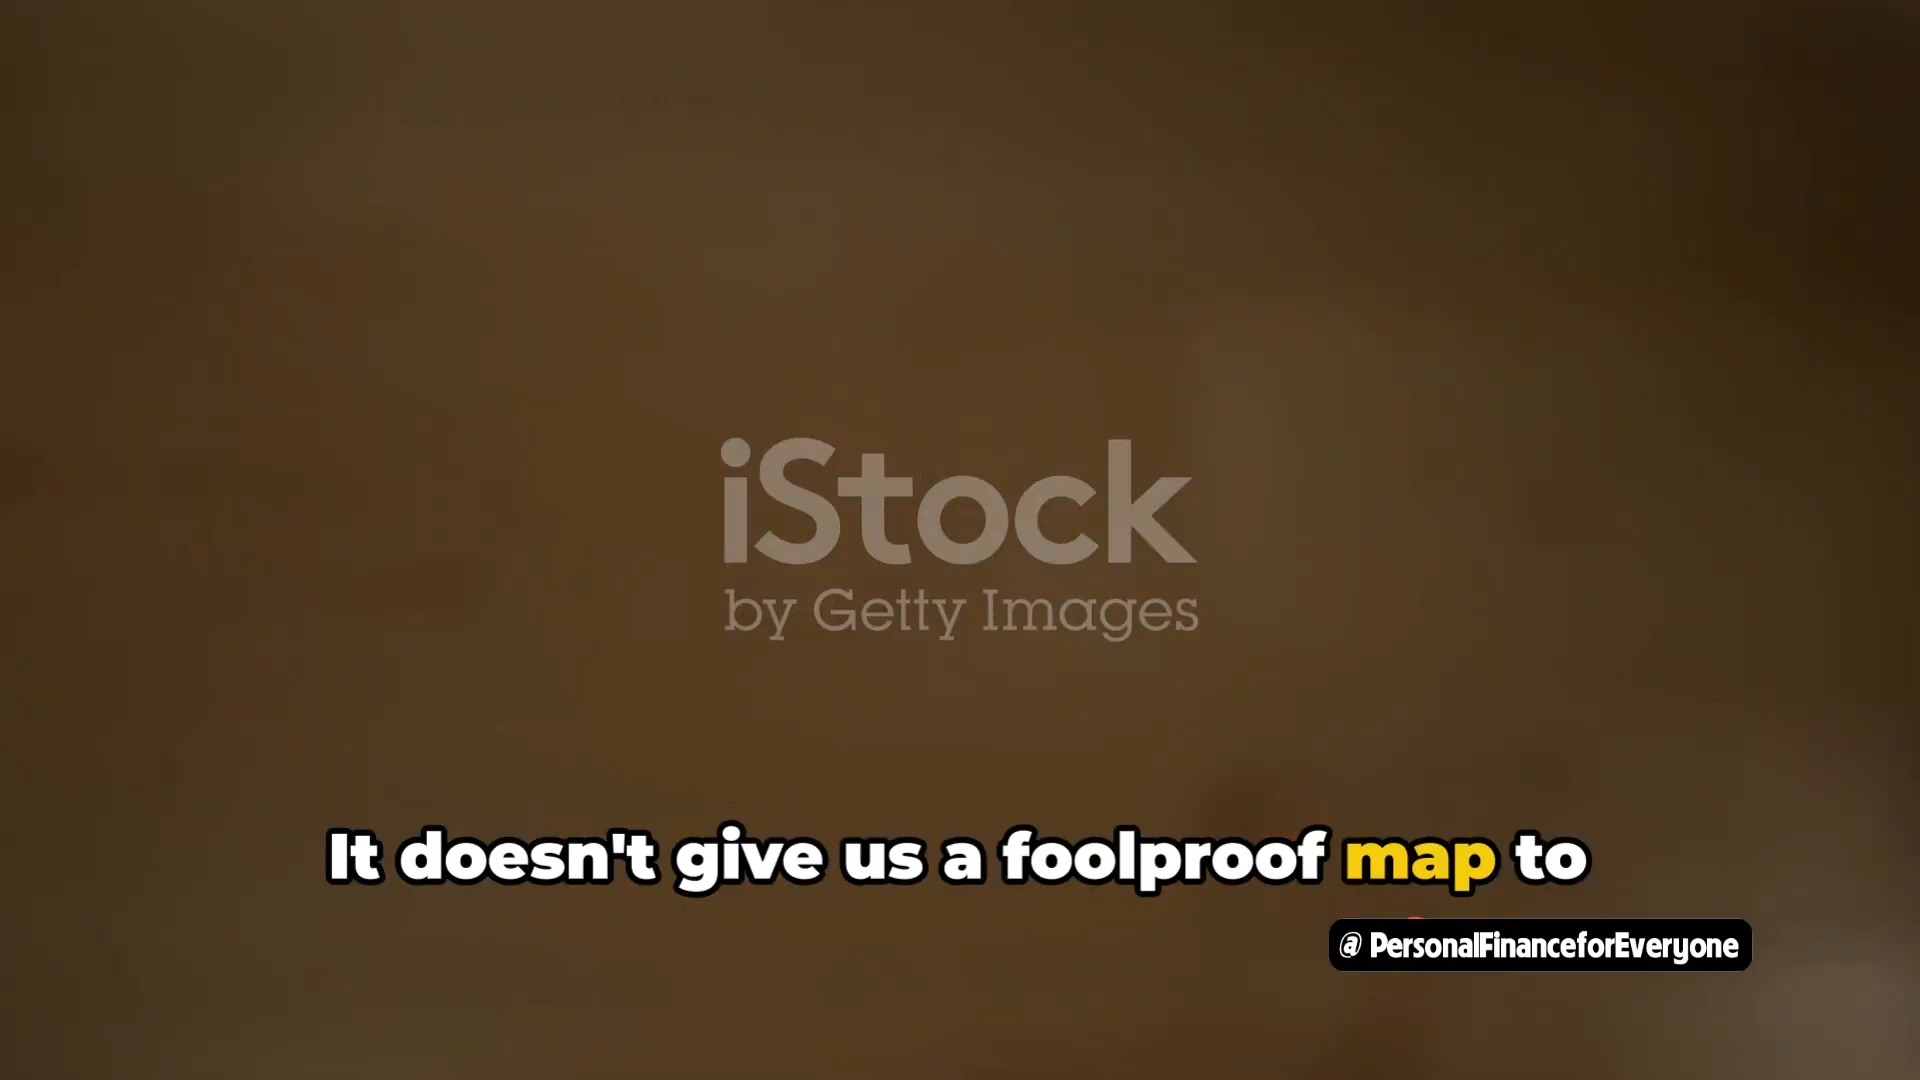 iStock
by Getty Images
It doesn't give us a foolproof map to
@ PersonalFinanceforEveryone